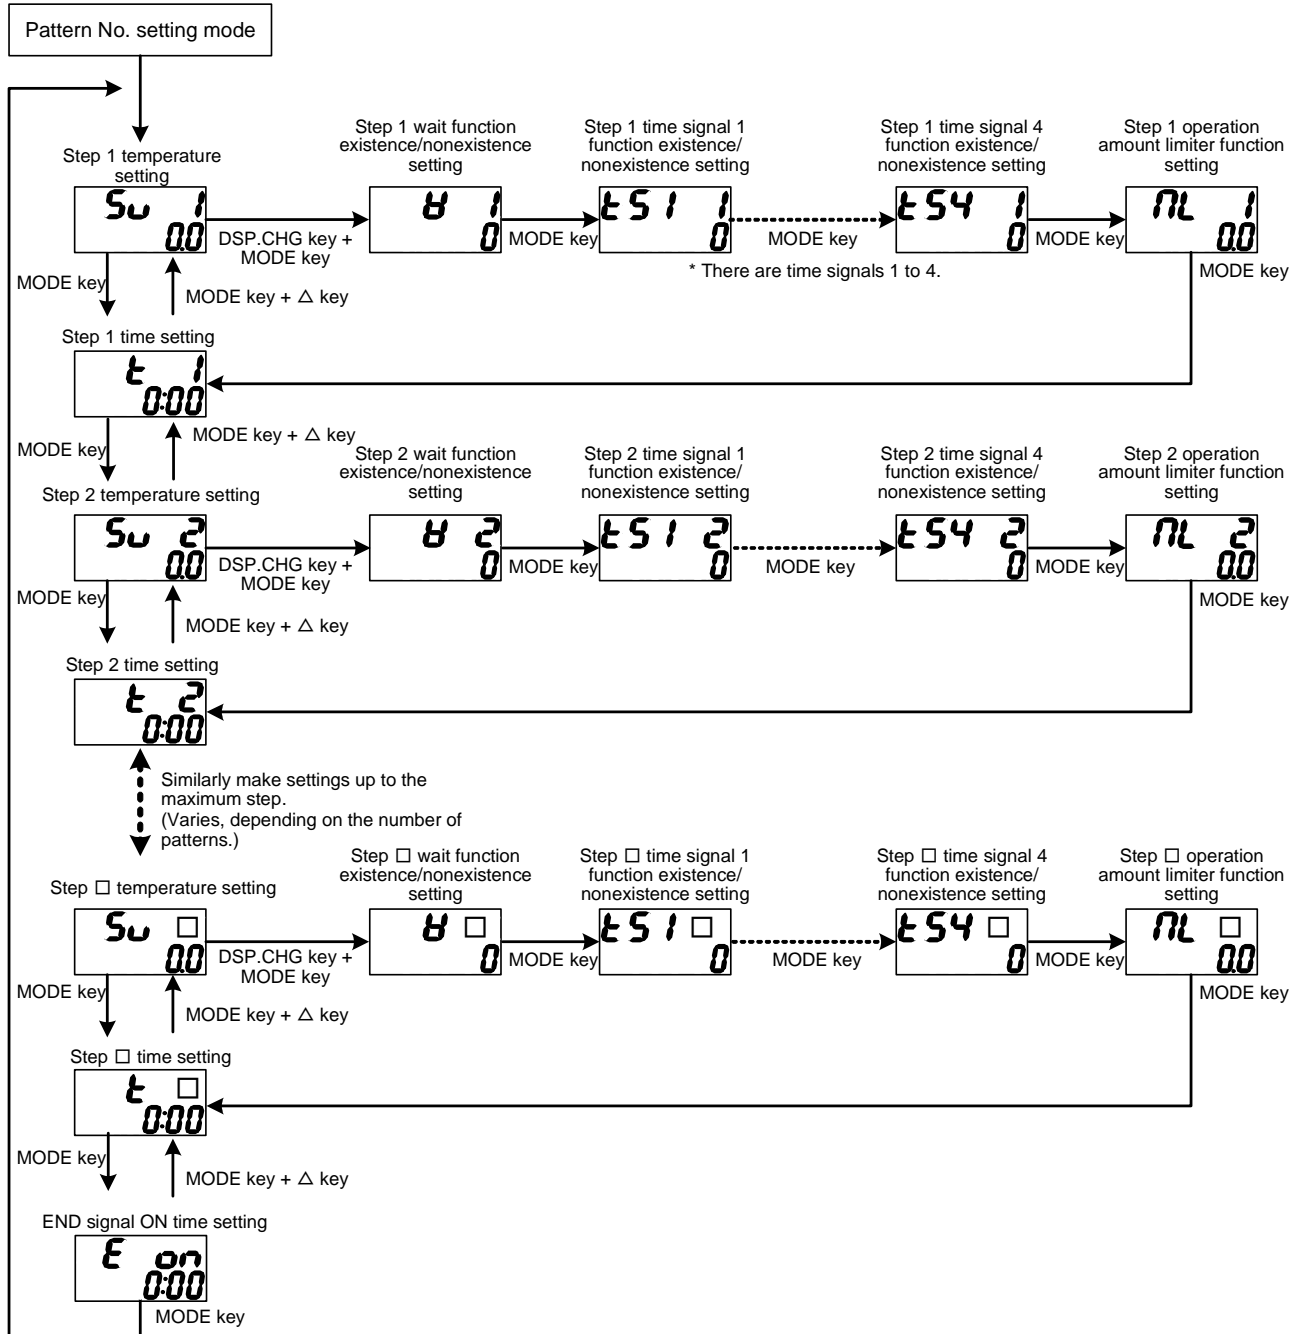 Pattern No. setting mode
Step 1 temperature
setting
Su 1
0.0
DSP.CHG key +
MODE key
Step 1 wait function
existence/nonexistence
setting
0
MODE key
Step 1 time signal 1
function existence/
nonexistence setting
tS1 1
0
MODE key
* There are time signals 1 to 4.
Step 1 time signal 4
function existence/
nonexistence setting
tS4 1
0
MODE key
Step 1 operation
amount limiter function
setting
1
0.0
MODE key
MODE key
MODE key + △ key
Step 1 time setting
t 1
0:00
MODE key
MODE key + △ key
Step 2 temperature setting
Su 2
0.0
DSP.CHG key +
MODE key
Step 2 wait function
existence/nonexistence
setting
2
0
MODE key
Step 2 time signal 1
function existence/
nonexistence setting
tS1 2
0
MODE key
Step 2 time signal 4
function existence/
nonexistence setting
tS4 2
0
MODE key
Step 2 operation
amount limiter function
setting
2
0.0
MODE key
MODE key
MODE key + △ key
Step 2 time setting
t 2
0:00
Similarly make settings up to the
maximum step.
(Varies, depending on the number of
patterns.)
Step □ temperature setting
Su □
0.0
DSP.CHG key +
MODE key
Step □ wait function
existence/nonexistence
setting
□
0
MODE key
Step □ time signal 1
function existence/
nonexistence setting
tS1 □
0
MODE key
Step □ time signal 4
function existence/
nonexistence setting
tS4 □
0
MODE key
Step □ operation
amount limiter function
setting
□
0.0
MODE key
MODE key
MODE key + △ key
Step □ time setting
t □
0:00
MODE key
MODE key + △ key
END signal ON time setting
E on
0:00
MODE key